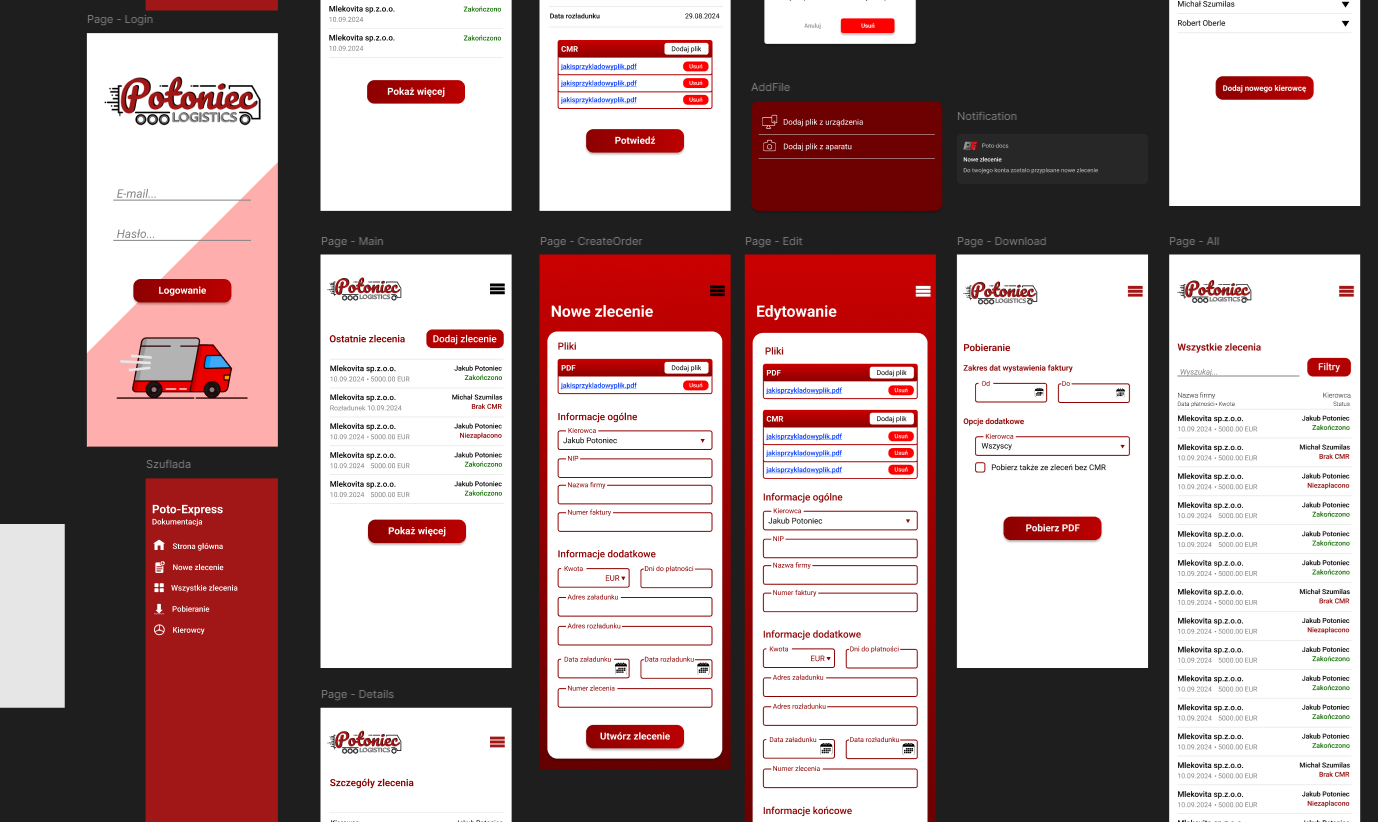 Page - Login
Potoniec
LOGISTICS
E-mail...
Hasło...
Logowanie
Szuflada
Poto-Express
Dokumentacja
Strona główna
Nowe zlecenie
Wszystkie zlecenia
Pobieranie
Kierowcy
Mlekovita sp.z.o.o. Zakończono
10.09.2024
Mlekovita sp.z.o.o. Zakończono
10.09.2024
Pokaż więcej
Page - Main
Potoniec
LOGISTICS
Ostatnie zlecenia Dodaj zlecenie
Mlekovita sp.z.o.o. Jakub Potoniec
10.09.2024 • 5000.00 EUR Zakończono
Mlekovita sp.z.o.o. Michał Szumilas
Rozładunek 10.09.2024 Brak CMR
Mlekovita sp.z.o.o. Jakub Potoniec
10.09.2024 • 5000.00 EUR Niezapłacono
Mlekovita sp.z.o.o. Jakub Potoniec
10.09.2024 5000.00 EUR Zakończono
Mlekovita sp.z.o.o. Jakub Potoniec
10.09.2024 5000.00 EUR Zakończono
Pokaż więcej
Page - Details
Potoniec
LOGISTICS
Szczegóły zlecenia
Data rozładunku 29.08.2024
CMR Dodaj plik
jakisprzykladowyplik.pdf Usuń
jakisprzykladowyplik.pdf Usuń
jakisprzykladowyplik.pdf Usuń
Potwiedź
Page - CreateOrder
Nowe zlecenie
Pliki
PDF Dodaj plik
jakisprzykladowyplik.pdf Usuń
Informacje ogólne
Kierowca
Jakub Potoniec
NIP
Nazwa firmy
Numer faktury
Informacje dodatkowe
Kwota Dni do płatności
EUR
Adres załadunku
Adres rozładunku
Data załadunku Data rozładunku
Numer zlecenia
Utwórz zlecenie
Anuluj Usuń
AddFile
Dodaj plik z urządzenia
Dodaj plik z aparatu
Page - Edit
Edytowanie
Pliki
PDF Dodaj plik
jakisprzykladowyplik.pdf Usuń
CMR Dodaj plik
jakisprzykladowyplik.pdf Usuń
jakisprzykladowyplik.pdf Usuń
jakisprzykladowyplik.pdf Usuń
Informacje ogólne
Kierowca
Jakub Potoniec
NIP
Nazwa firmy
Numer faktury
Informacje dodatkowe
Kwota Dni do płatności
EUR
Adres załadunku
Adres rozładunku
Data załadunku Data rozładunku
Numer zlecenia
Informacje końcowe
Notification
Poto-docs
Nowe zlecenie
Do twojego konta zostało przypisane nowe zlecenie
Page - Download
Potoniec
LOGISTICS
Pobieranie
Zakres dat wystawienia faktury
Od Do
Opcje dodatkowe
Kierowca
Wszyscy
Pobierz także ze zleceń bez CMR
Pobierz PDF
Michał Szumilas
Robert Oberle
Dodaj nowego kierowcę
Page - All
Potoniec
LOGISTICS
Wszystkie zlecenia
Wyszukaj... Filtry
Nazwa firmy Kierowca
Data płatności • Kwota Status
Mlekovita sp.z.o.o. Jakub Potoniec
10.09.2024 • 5000.00 EUR Zakończono
Mlekovita sp.z.o.o. Michał Szumilas
10.09.2024 • 5000.00 EUR Brak CMR
Mlekovita sp.z.o.o. Jakub Potoniec
10.09.2024 • 5000.00 EUR Niezapłacono
Mlekovita sp.z.o.o. Jakub Potoniec
10.09.2024 5000.00 EUR Zakończono
Mlekovita sp.z.o.o. Jakub Potoniec
10.09.2024 5000.00 EUR Zakończono
Mlekovita sp.z.o.o. Jakub Potoniec
10.09.2024 • 5000.00 EUR Zakończono
Mlekovita sp.z.o.o. Michał Szumilas
10.09.2024 • 5000.00 EUR Brak CMR
Mlekovita sp.z.o.o. Jakub Potoniec
10.09.2024 • 5000.00 EUR Niezapłacono
Mlekovita sp.z.o.o. Jakub Potoniec
10.09.2024 5000.00 EUR Zakończono
Mlekovita sp.z.o.o. Jakub Potoniec
10.09.2024 5000.00 EUR Zakończono
Mlekovita sp.z.o.o. Jakub Potoniec
10.09.2024 5000.00 EUR Zakończono
Mlekovita sp.z.o.o. Jakub Potoniec
10.09.2024 • 5000.00 EUR Zakończono
Mlekovita sp.z.o.o. Michał Szumilas
10.09.2024 • 5000.00 EUR Brak CMR
Mlekovita sp.z.o.o. Jakub Potoniec
10.09.2024 • 5000.00 EUR Niezapłacono